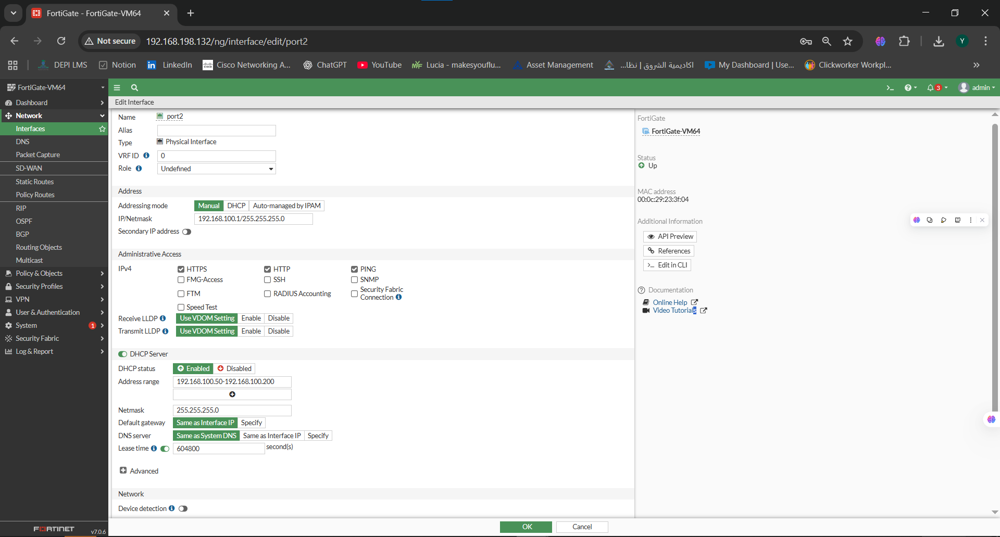 FortiGate - FortiGate-VM64
Not secure
192.168.198.132/ng/interface/edit/port2
Y
DEPI LMS
Notion
LinkedIn
Cisco Networking A...
ChatGPT
YouTube
Lucia - makesyouflu...
Asset Management
اكاديمية الشروق | نظا...
My Dashboard | Use...
Clickworker Workpl...
FortiGate-VM64
3
admin
Dashboard
Network
Interfaces
DNS
Packet Capture
SD-WAN
Static Routes
Policy Routes
RIP
OSPF
BGP
Routing Objects
Multicast
Policy & Objects
Security Profiles
VPN
User & Authentication
System 1
Security Fabric
Log & Report
FORTINET v7.0.6
Edit Interface
Name port2
Alias
Type Physical Interface
VRF ID 0
Role Undefined
Address
Addressing mode Manual DHCP Auto-managed by IPAM
IP/Netmask 192.168.100.1/255.255.255.0
Secondary IP address
Administrative Access
IPv4 HTTPS HTTP PING
FMG-Access SSH SNMP
FTM RADIUS Accounting Security Fabric Connection
Speed Test
Receive LLDP Use VDOM Setting Enable Disable
Transmit LLDP Use VDOM Setting Enable Disable
DHCP Server
DHCP status Enabled Disabled
Address range 192.168.100.50-192.168.100.200
Netmask 255.255.255.0
Default gateway Same as Interface IP Specify
DNS server Same as System DNS Same as Interface IP Specify
Lease time 604800 second(s)
Advanced
Network
Device detection
OK Cancel
FortiGate
FortiGate-VM64
Status
Up
MAC address
00:0c:29:23:3f:04
Additional Information
API Preview
References
Edit in CLI
Documentation
Online Help
Video Tutorials